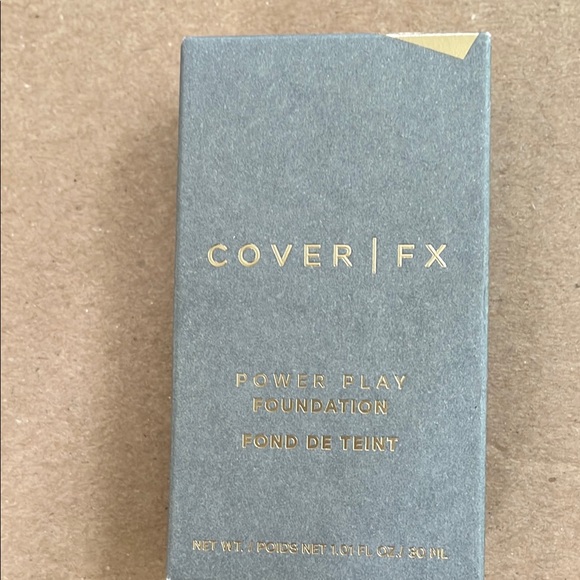 COVER | FX
POWER PLAY
FOUNDATION
FOND DE TEINT
NET WT. . POIDS NET 1.01 FL. OZ./ 30 ML